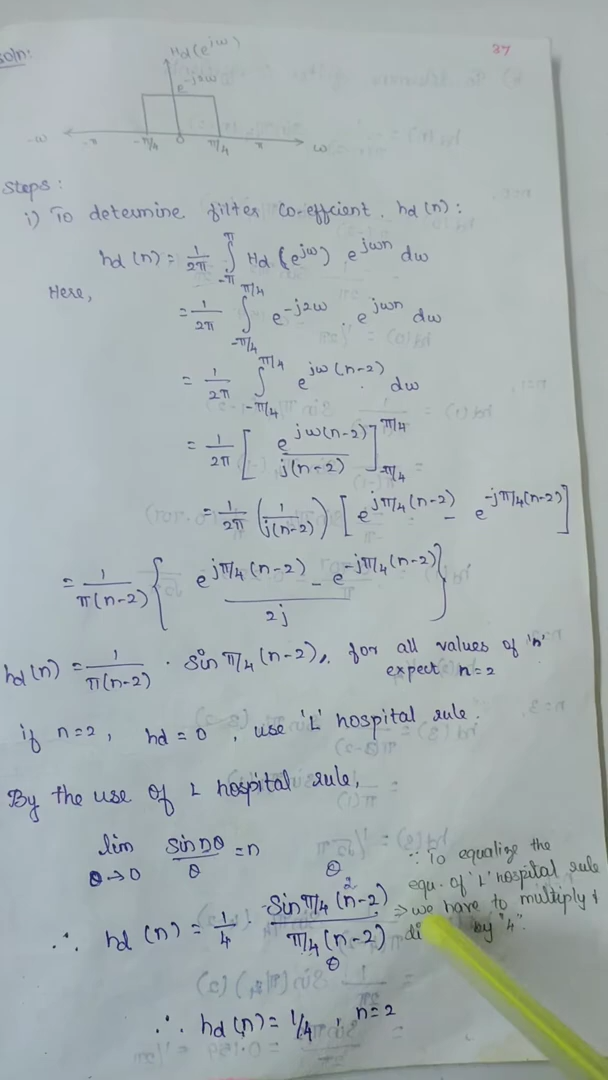 37
soln:
Hd(e^jω)
e^-j2ω
-ω -π -π/4 0 π/4 π ω
Steps:
i) To determine filter co-effcient. hd(n):
hd(n) = 1/2π ∫_-π^π Hd(e^jω) e^jωn dω
Here,
= 1/2π ∫_-π/4^π/4 e^-j2ω e^jωn dω
= 1/2π ∫_-π/4^π/4 e^jω(n-2) dω
= 1/2π [e^jω(n-2) / j(n-2)]_-π/4^π/4
= 1/2π (1/j(n-2)) [e^jπ/4(n-2) - e^-jπ/4(n-2)]
= 1/π(n-2) {e^jπ/4(n-2) - e^-jπ/4(n-2) / 2j}
hd(n) = 1/π(n-2) . sin π/4 (n-2), for all values of 'n'
expect n=2
if n=2, hd=0, use 'L' hospital rule.
By the use of L hospital rule,
lim θ→0 sin nθ/θ = n
∵ To equalize the
equ. of 'L' hospital rule
⇒ we have to multiply &
by "4".
∴ hd(n) = 1/4 sin π/4 (n-2) / π/4 (n-2)
θ
θ
∴ hd(n) = 1/4, n=2